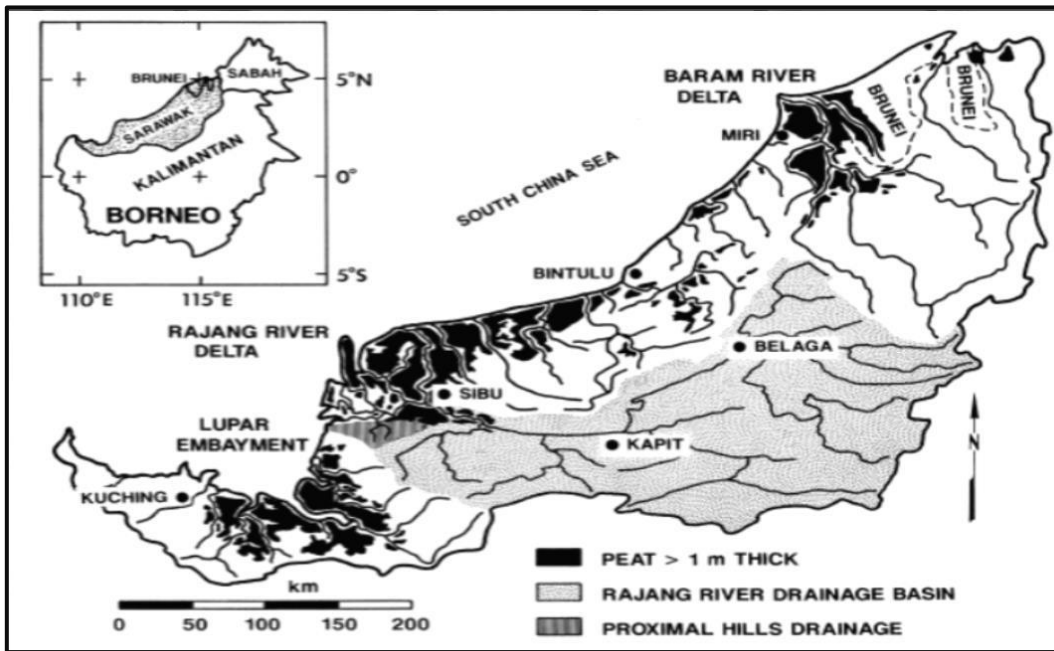 BRUNEI
SABAH
5°N
SARAWAK
KALIMANTAN
0°
BORNEO
5°S
110°E
115°E
BARAM RIVER
DELTA
BRUNEI
BRUNEI
MIRI
SOUTH CHINA SEA
BINTULU
RAJANG RIVER
DELTA
BELAGA
SIBU
LUPAR
EMBAYMENT
KAPIT
N
KUCHING
PEAT > 1 m THICK
km
RAJANG RIVER DRAINAGE BASIN
0 50 100 150 200
PROXIMAL HILLS DRAINAGE